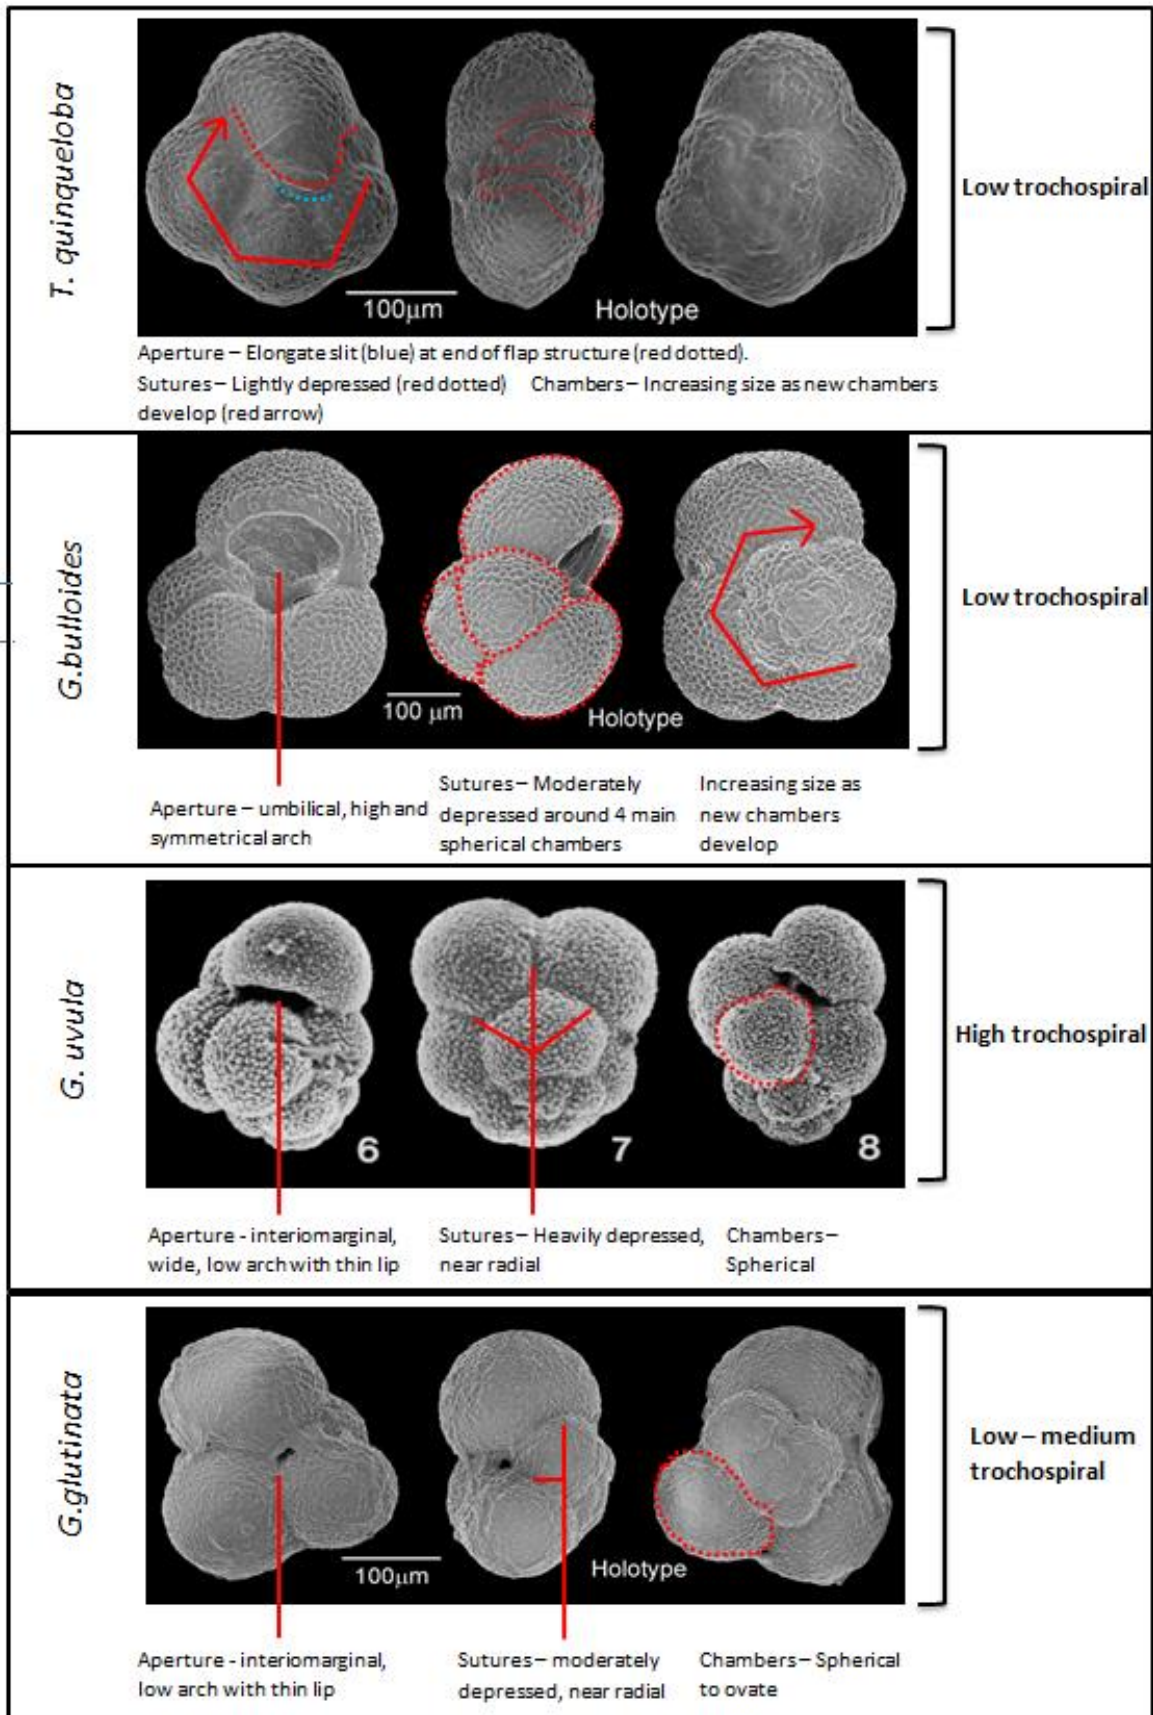 T. quinqueloba
100µm
Holotype
Low trochospiral
Aperture – Elongate slit (blue) at end of flap structure (red dotted).
Sutures – Lightly depressed (red dotted) Chambers – Increasing size as new chambers
develop (red arrow)
G.bulloides
100 µm
Holotype
Low trochospiral
Aperture – umbilical, high and
symmetrical arch
Sutures – Moderately
depressed around 4 main
spherical chambers
Increasing size as
new chambers
develop
G. uvula
6
7
8
High trochospiral
Aperture - interiomarginal,
wide, low arch with thin lip
Sutures – Heavily depressed,
near radial
Chambers –
Spherical
G.glutinata
100µm
Holotype
Low – medium
trochospiral
Aperture - interiomarginal,
low arch with thin lip
Sutures – moderately
depressed, near radial
Chambers – Spherical
to ovate